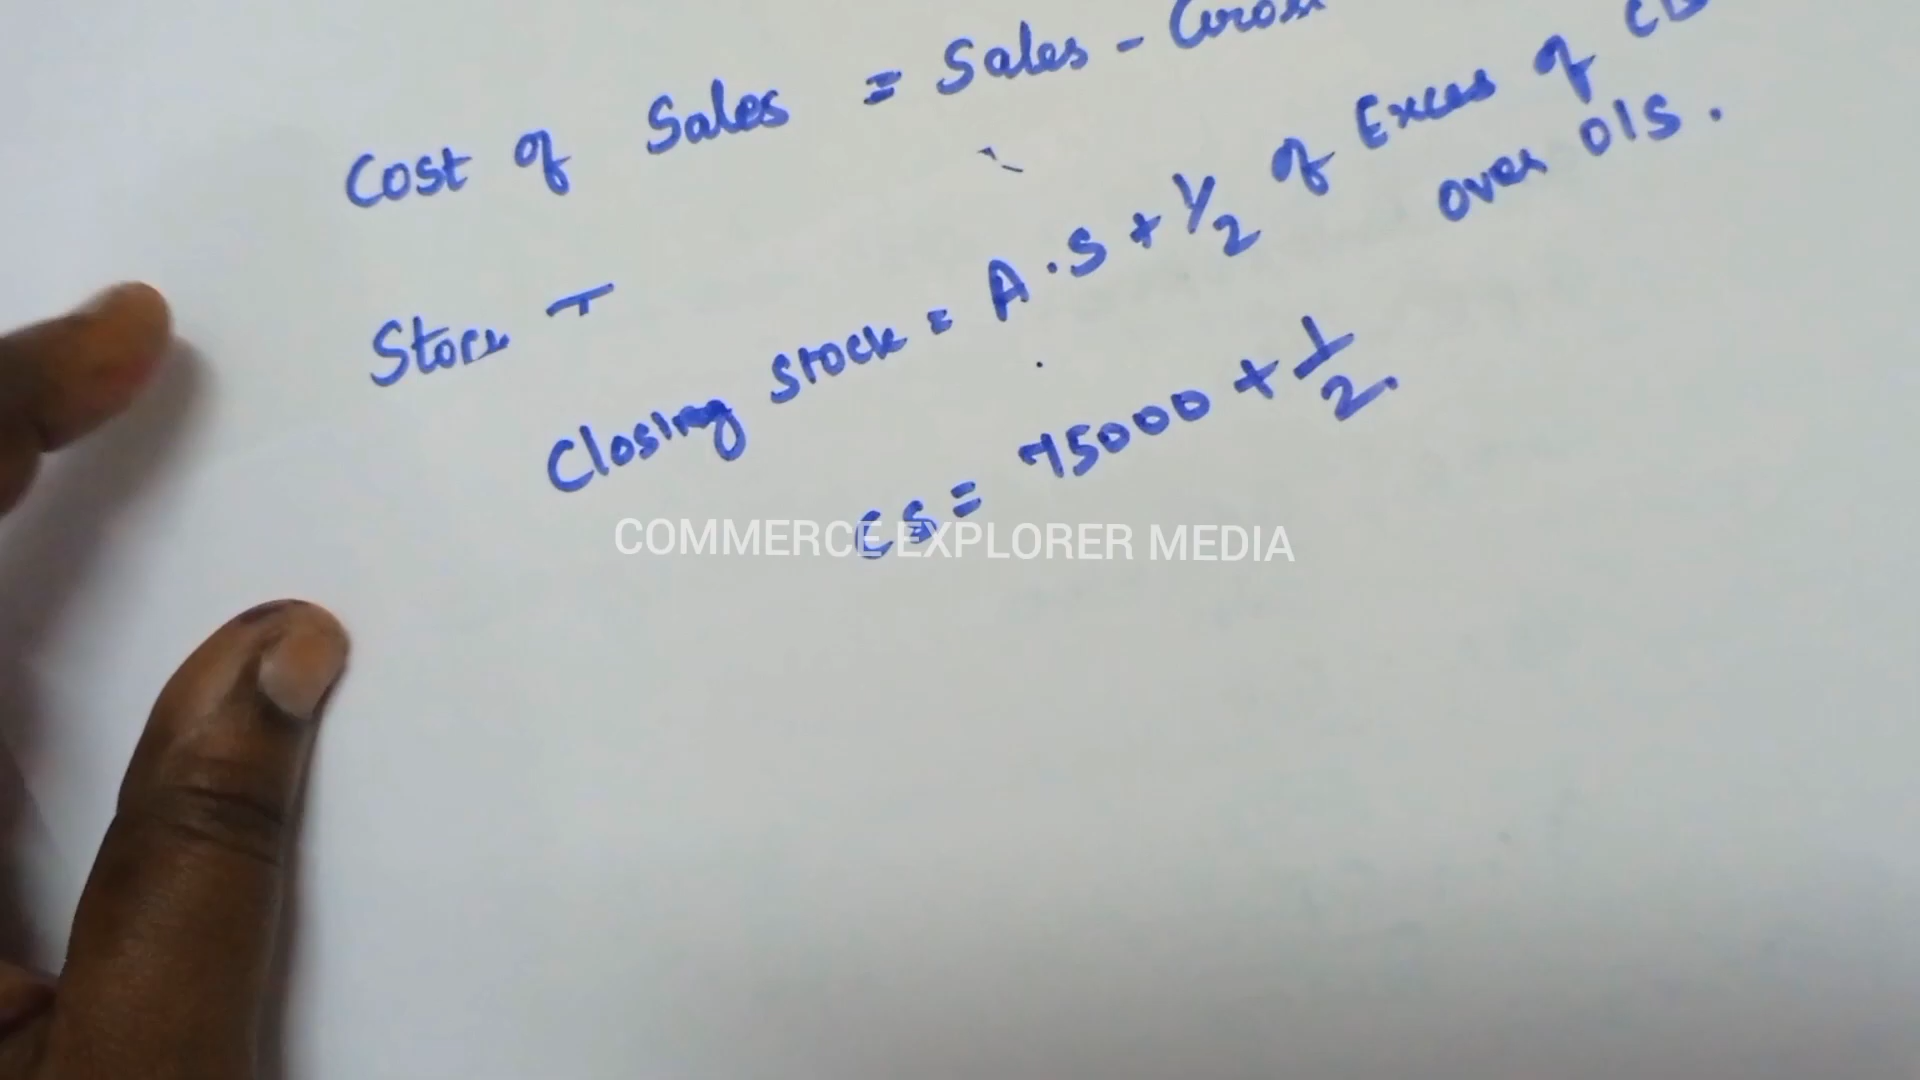 Cost of Sales = Sales - Gross
Closing stock = A.S + 1/2 of Excess of
over O/S.
CS = 75000 + 1/2
COMMERCE EXPLORER MEDIA